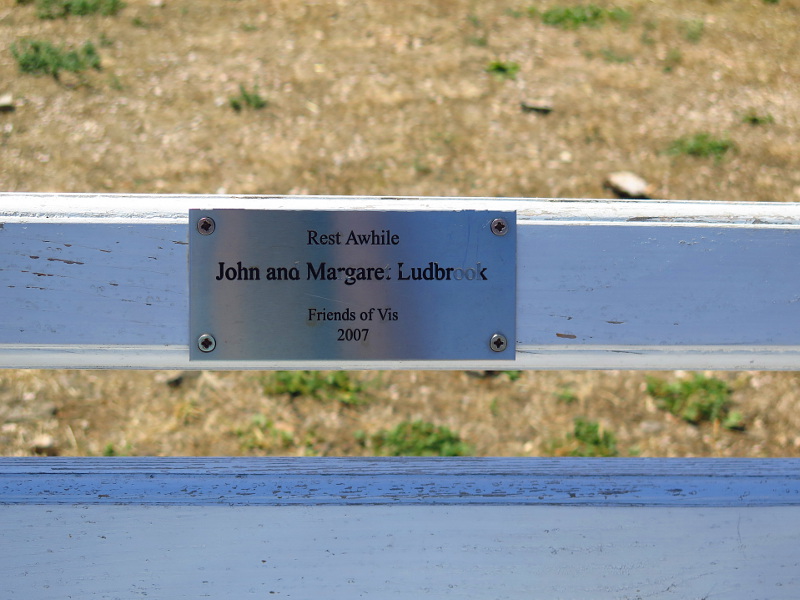 Rest Awhile
John and Margaret Ludbrook
Friends of Vis
2007